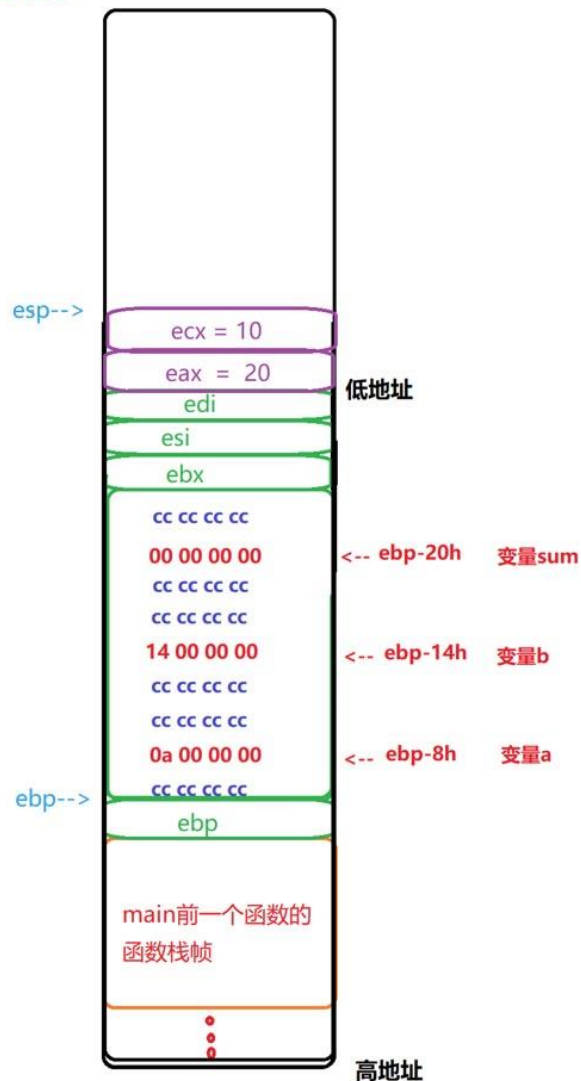 esp-->
ecx = 10
eax = 20
低地址
edi
esi
ebx
cc cc cc cc
00 00 00 00 <-- ebp-20h 变量sum
cc cc cc cc
cc cc cc cc
14 00 00 00 <-- ebp-14h 变量b
cc cc cc cc
cc cc cc cc
0a 00 00 00 <-- ebp-8h 变量a
cc cc cc cc
ebp-->
ebp
main前一个函数的
函数栈帧
高地址